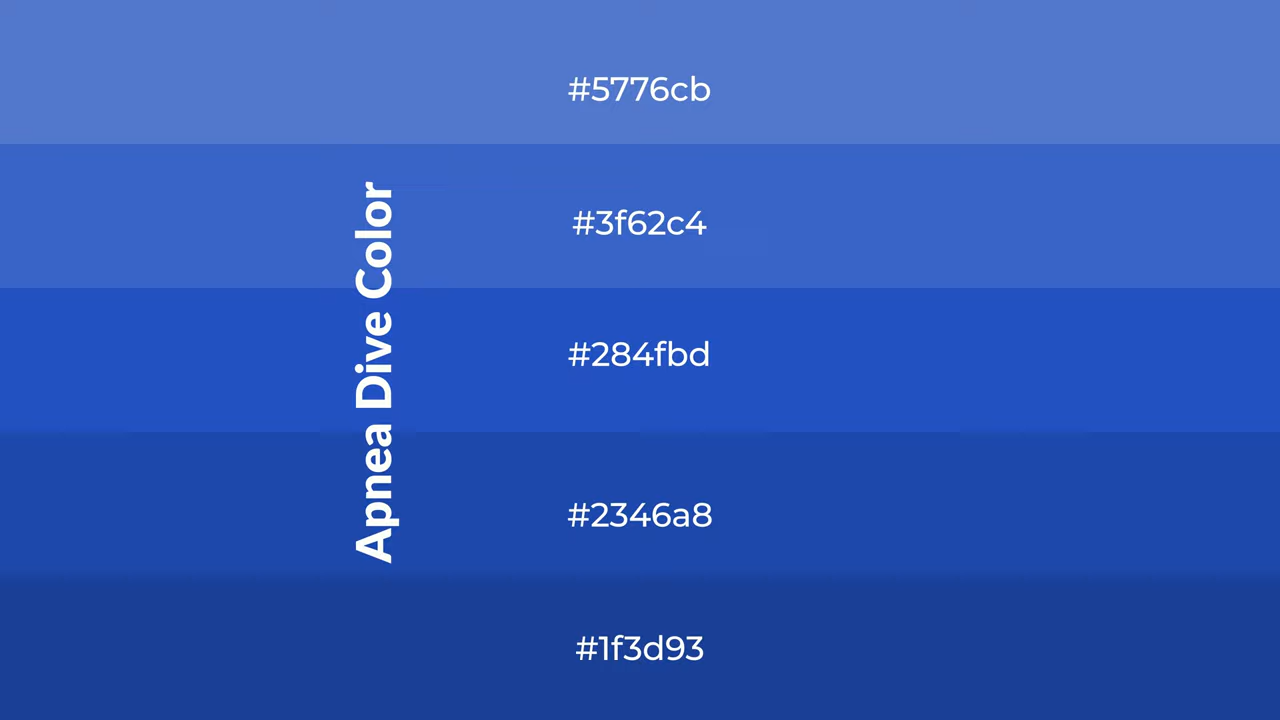 #5776cb
#3f62c4
#284fbd
#2346a8
#1f3d93
Apnea Dive Color